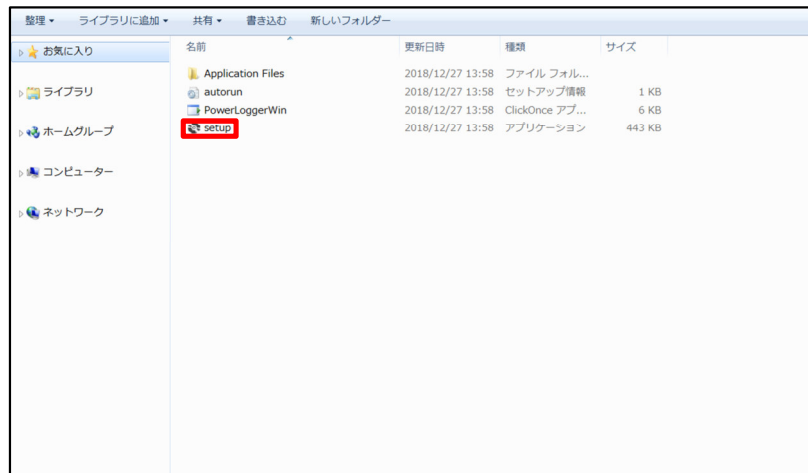 整理 ライブラリに追加 共有 書き込む 新しいフォルダー
お気に入り
ライブラリ
ホームグループ
コンピューター
ネットワーク
名前 更新日時 種類 サイズ
Application Files 2018/12/27 13:58 ファイル フォル...
autorun 2018/12/27 13:58 セットアップ情報 1 KB
PowerLoggerWin 2018/12/27 13:58 ClickOnce アプ... 6 KB
setup 2018/12/27 13:58 アプリケーション 443 KB